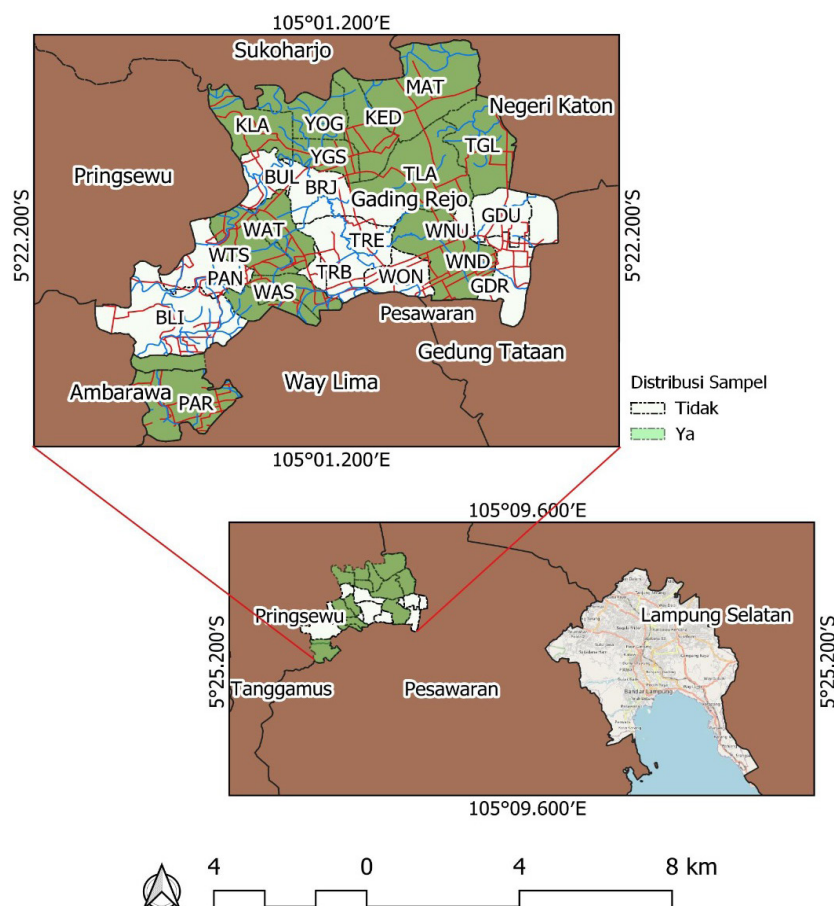 105°01.200'E
Sukoharjo
MAT
Negeri Katon
KLA
YOG
KED
YGS
TGL
Pringsewu
BUL
BRJ
TLA
Gading Rejo
GDU
WAT
WNU
TRE
WTS
WND
PAN
TRB
WON
GDR
WAS
BLI
Pesawaran
Gedung Tataan
Way Lima
Ambarawa
PAR
5°22.200'S
5°22.200'S
105°01.200'E
Distribusi Sampel
Tidak
Ya
105°09.600'E
Pringsewu
Lampung Selatan
Tanggamus
Pesawaran
Bandar Lampung
5°25.200'S
5°25.200'S
105°09.600'E
4 0 4 8 km